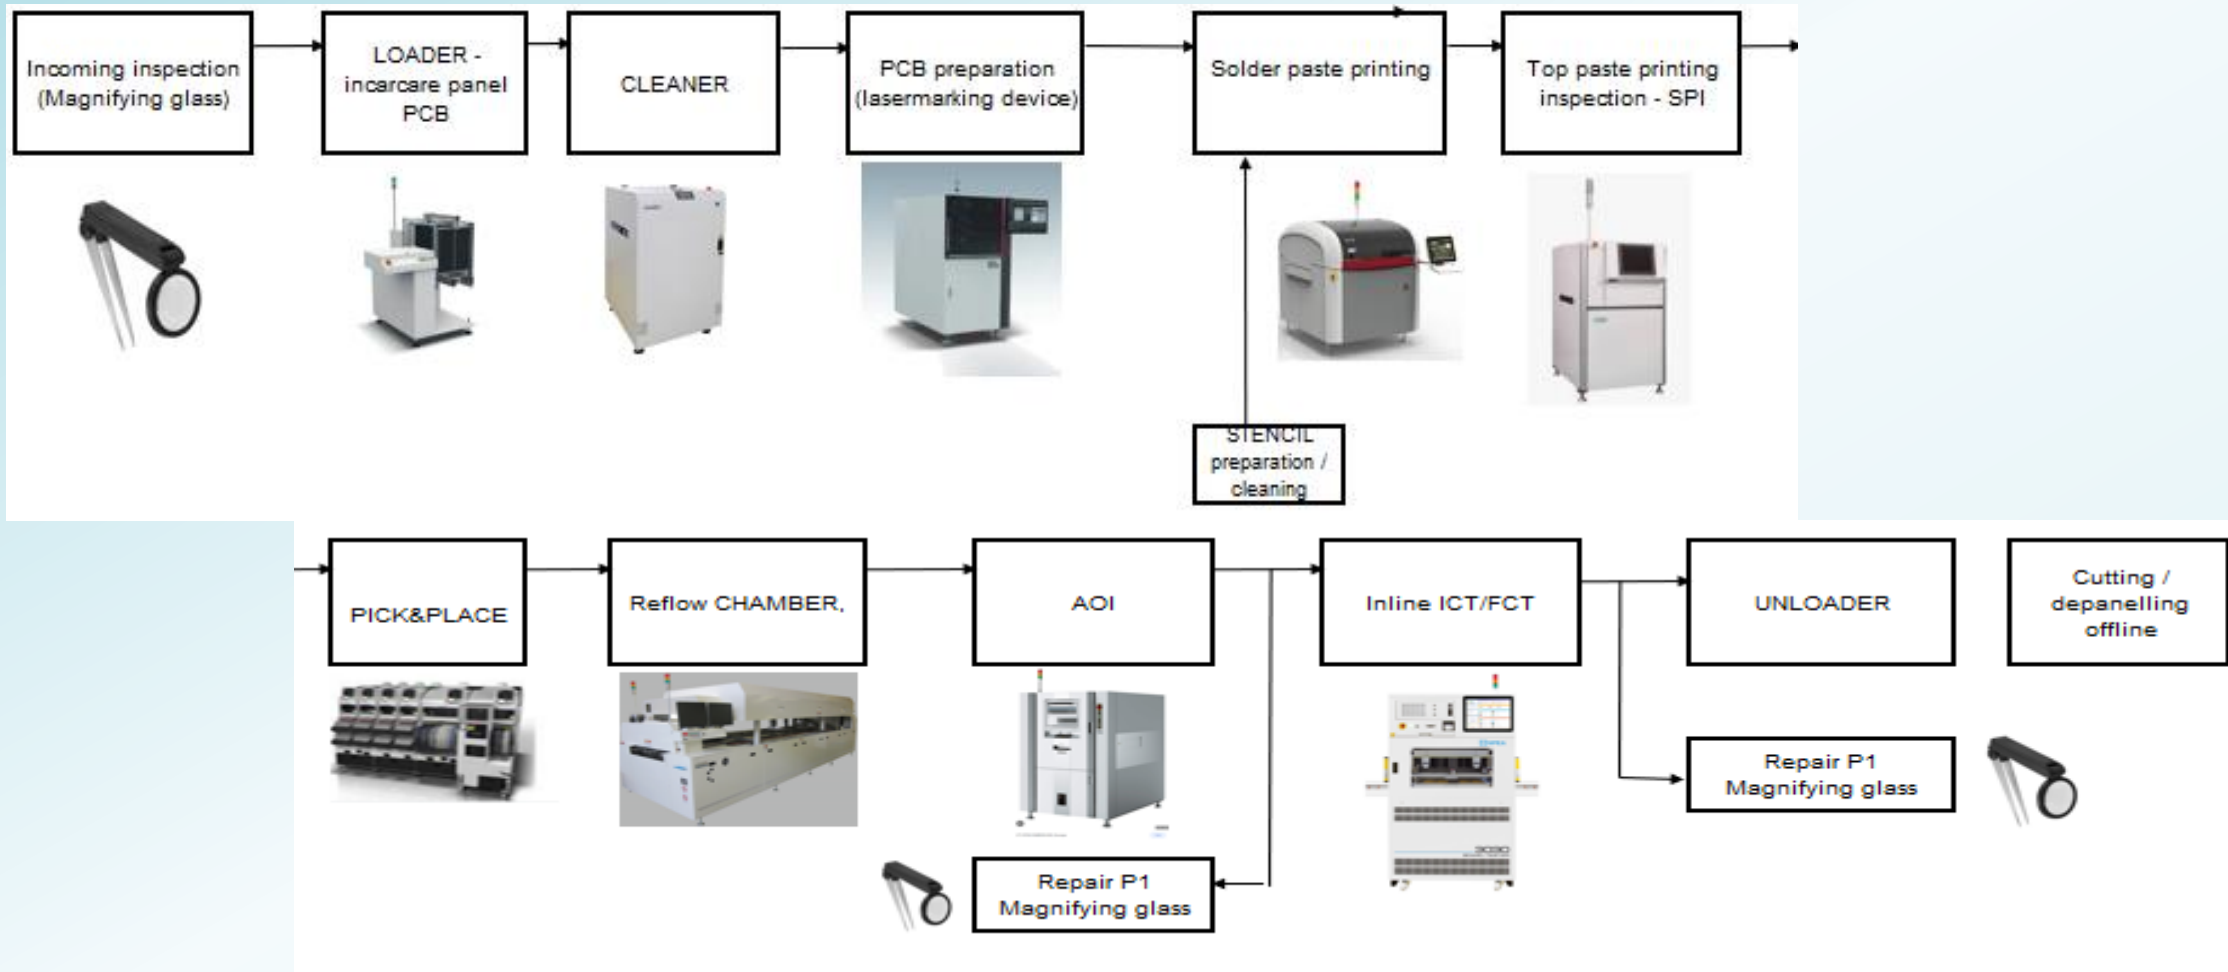 Incoming inspection
(Magnifying glass)
LOADER -
incarcare panel
PCB
CLEANER
PCB preparation
(lasermarking device)
Solder paste printing
Top paste printing
inspection - SPI
STENCIL
preparation /
cleaning
PICK&PLACE
Reflow CHAMBER,
AOI
Inline ICT/FCT
UNLOADER
Cutting /
depanelling
offline
Repair P1
Magnifying glass
Repair P1
Magnifying glass
3030